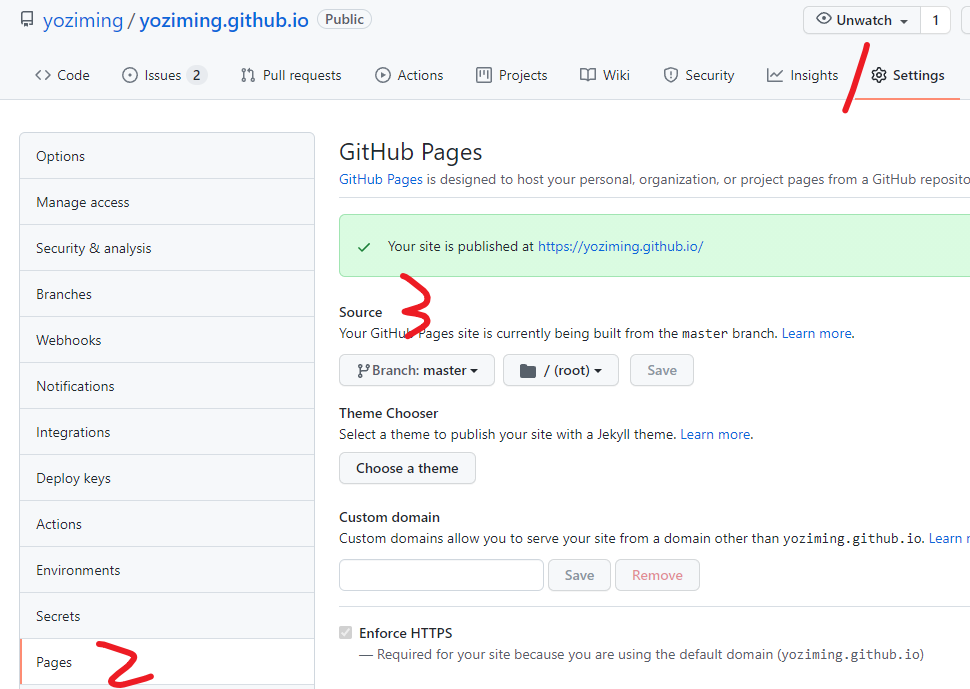 yoziming / yoziming.github.io Public Unwatch 1
Code Issues 2 Pull requests Actions Projects Wiki Security Insights Settings
1
Options
Manage access
Security & analysis
Branches
Webhooks
Notifications
Integrations
Deploy keys
Actions
Environments
Secrets
Pages
2
GitHub Pages
GitHub Pages is designed to host your personal, organization, or project pages from a GitHub reposito
Your site is published at https://yoziming.github.io/
3
Source
Your GitHub Pages site is currently being built from the master branch. Learn more.
Branch: master / (root) Save
Theme Chooser
Select a theme to publish your site with a Jekyll theme. Learn more.
Choose a theme
Custom domain
Custom domains allow you to serve your site from a domain other than yoziming.github.io. Learn
Save Remove
Enforce HTTPS
— Required for your site because you are using the default domain (yoziming.github.io)